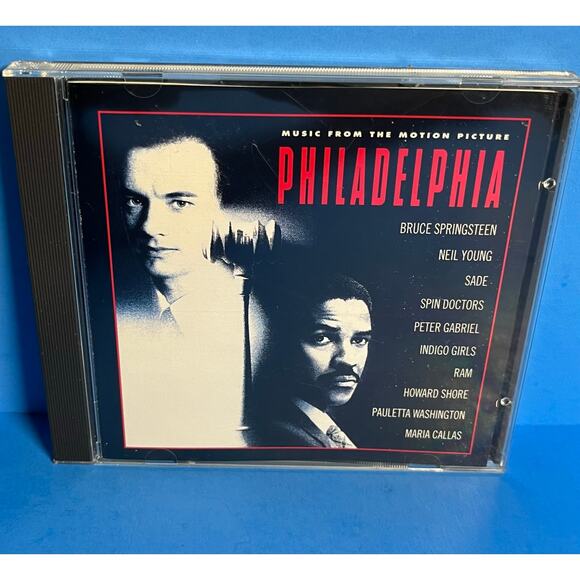 MUSIC FROM THE MOTION PICTURE
PHILADELPHIA
BRUCE SPRINGSTEEN
NEIL YOUNG
SADE
SPIN DOCTORS
PETER GABRIEL
INDIGO GIRLS
RAM
HOWARD SHORE
PAULETTA WASHINGTON
MARIA CALLAS